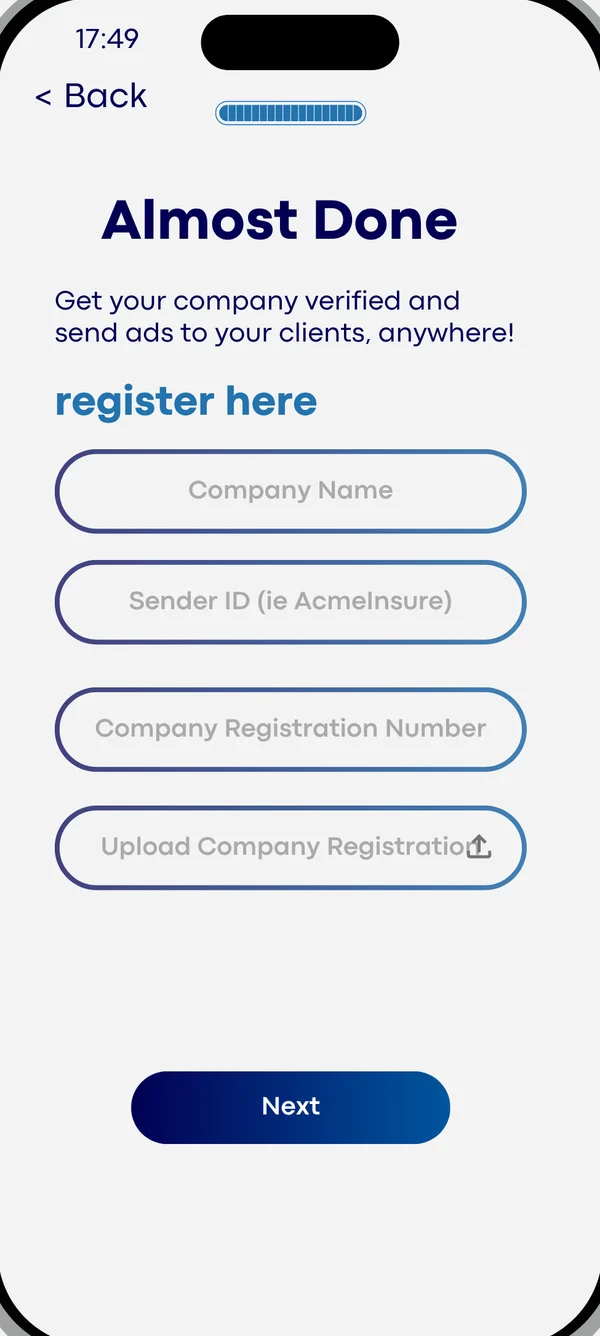 17:49
< Back
Almost Done
Get your company verified and
send ads to your clients, anywhere!
register here
Company Name
Sender ID (ie AcmeInsure)
Company Registration Number
Upload Company Registration
Next